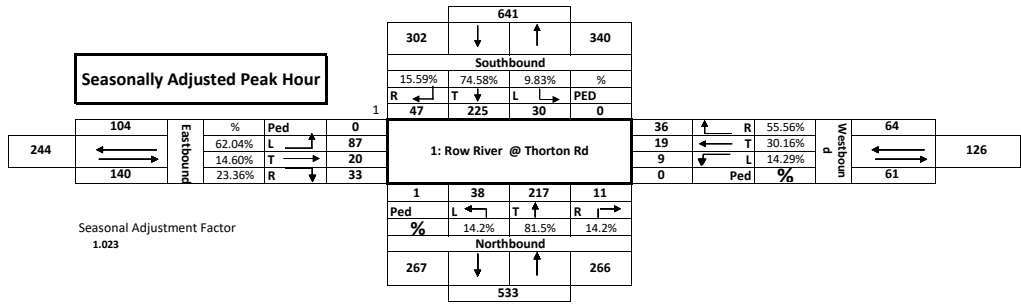 641
302 340
Southbound
Seasonally Adjusted Peak Hour
15.59% 74.58% 9.83% %
R T L PED
1 47 225 30 0
104 Eastbound % Ped 0
62.04% L 87
244
14.60% T 20
140 23.36% R 33
1: Row River @ Thorton Rd
36 R 55.56% Westbound 64
19 T 30.16%
126
9 L 14.29%
0 Ped % 61
1 38 217 11
Ped L T R
% 14.2% 81.5% 14.2%
Northbound
267 266
533
Seasonal Adjustment Factor
1.023